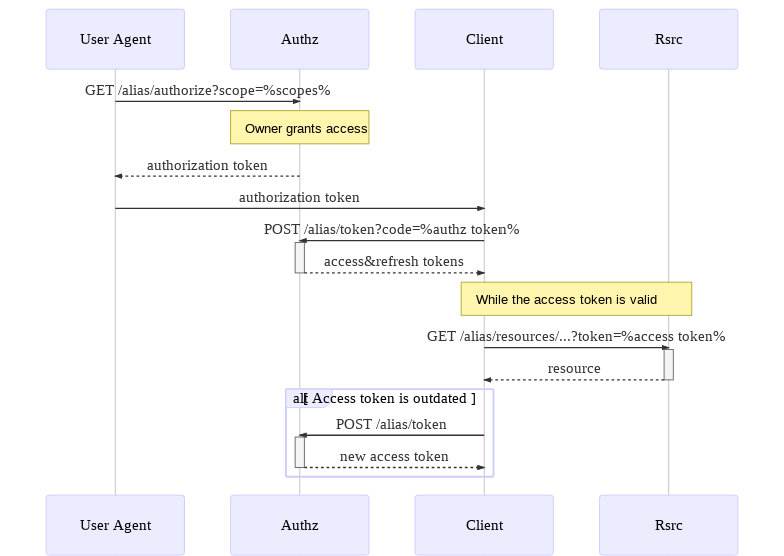 User Agent Authz Client Rsrc
GET /alias/authorize?scope=%scopes%
Owner grants access
authorization token
authorization token
POST /alias/token?code=%authz token%
access&refresh tokens
While the access token is valid
GET /alias/resources/...?token=%access token%
resource
alt [ Access token is outdated ]
POST /alias/token
new access token
User Agent Authz Client Rsrc